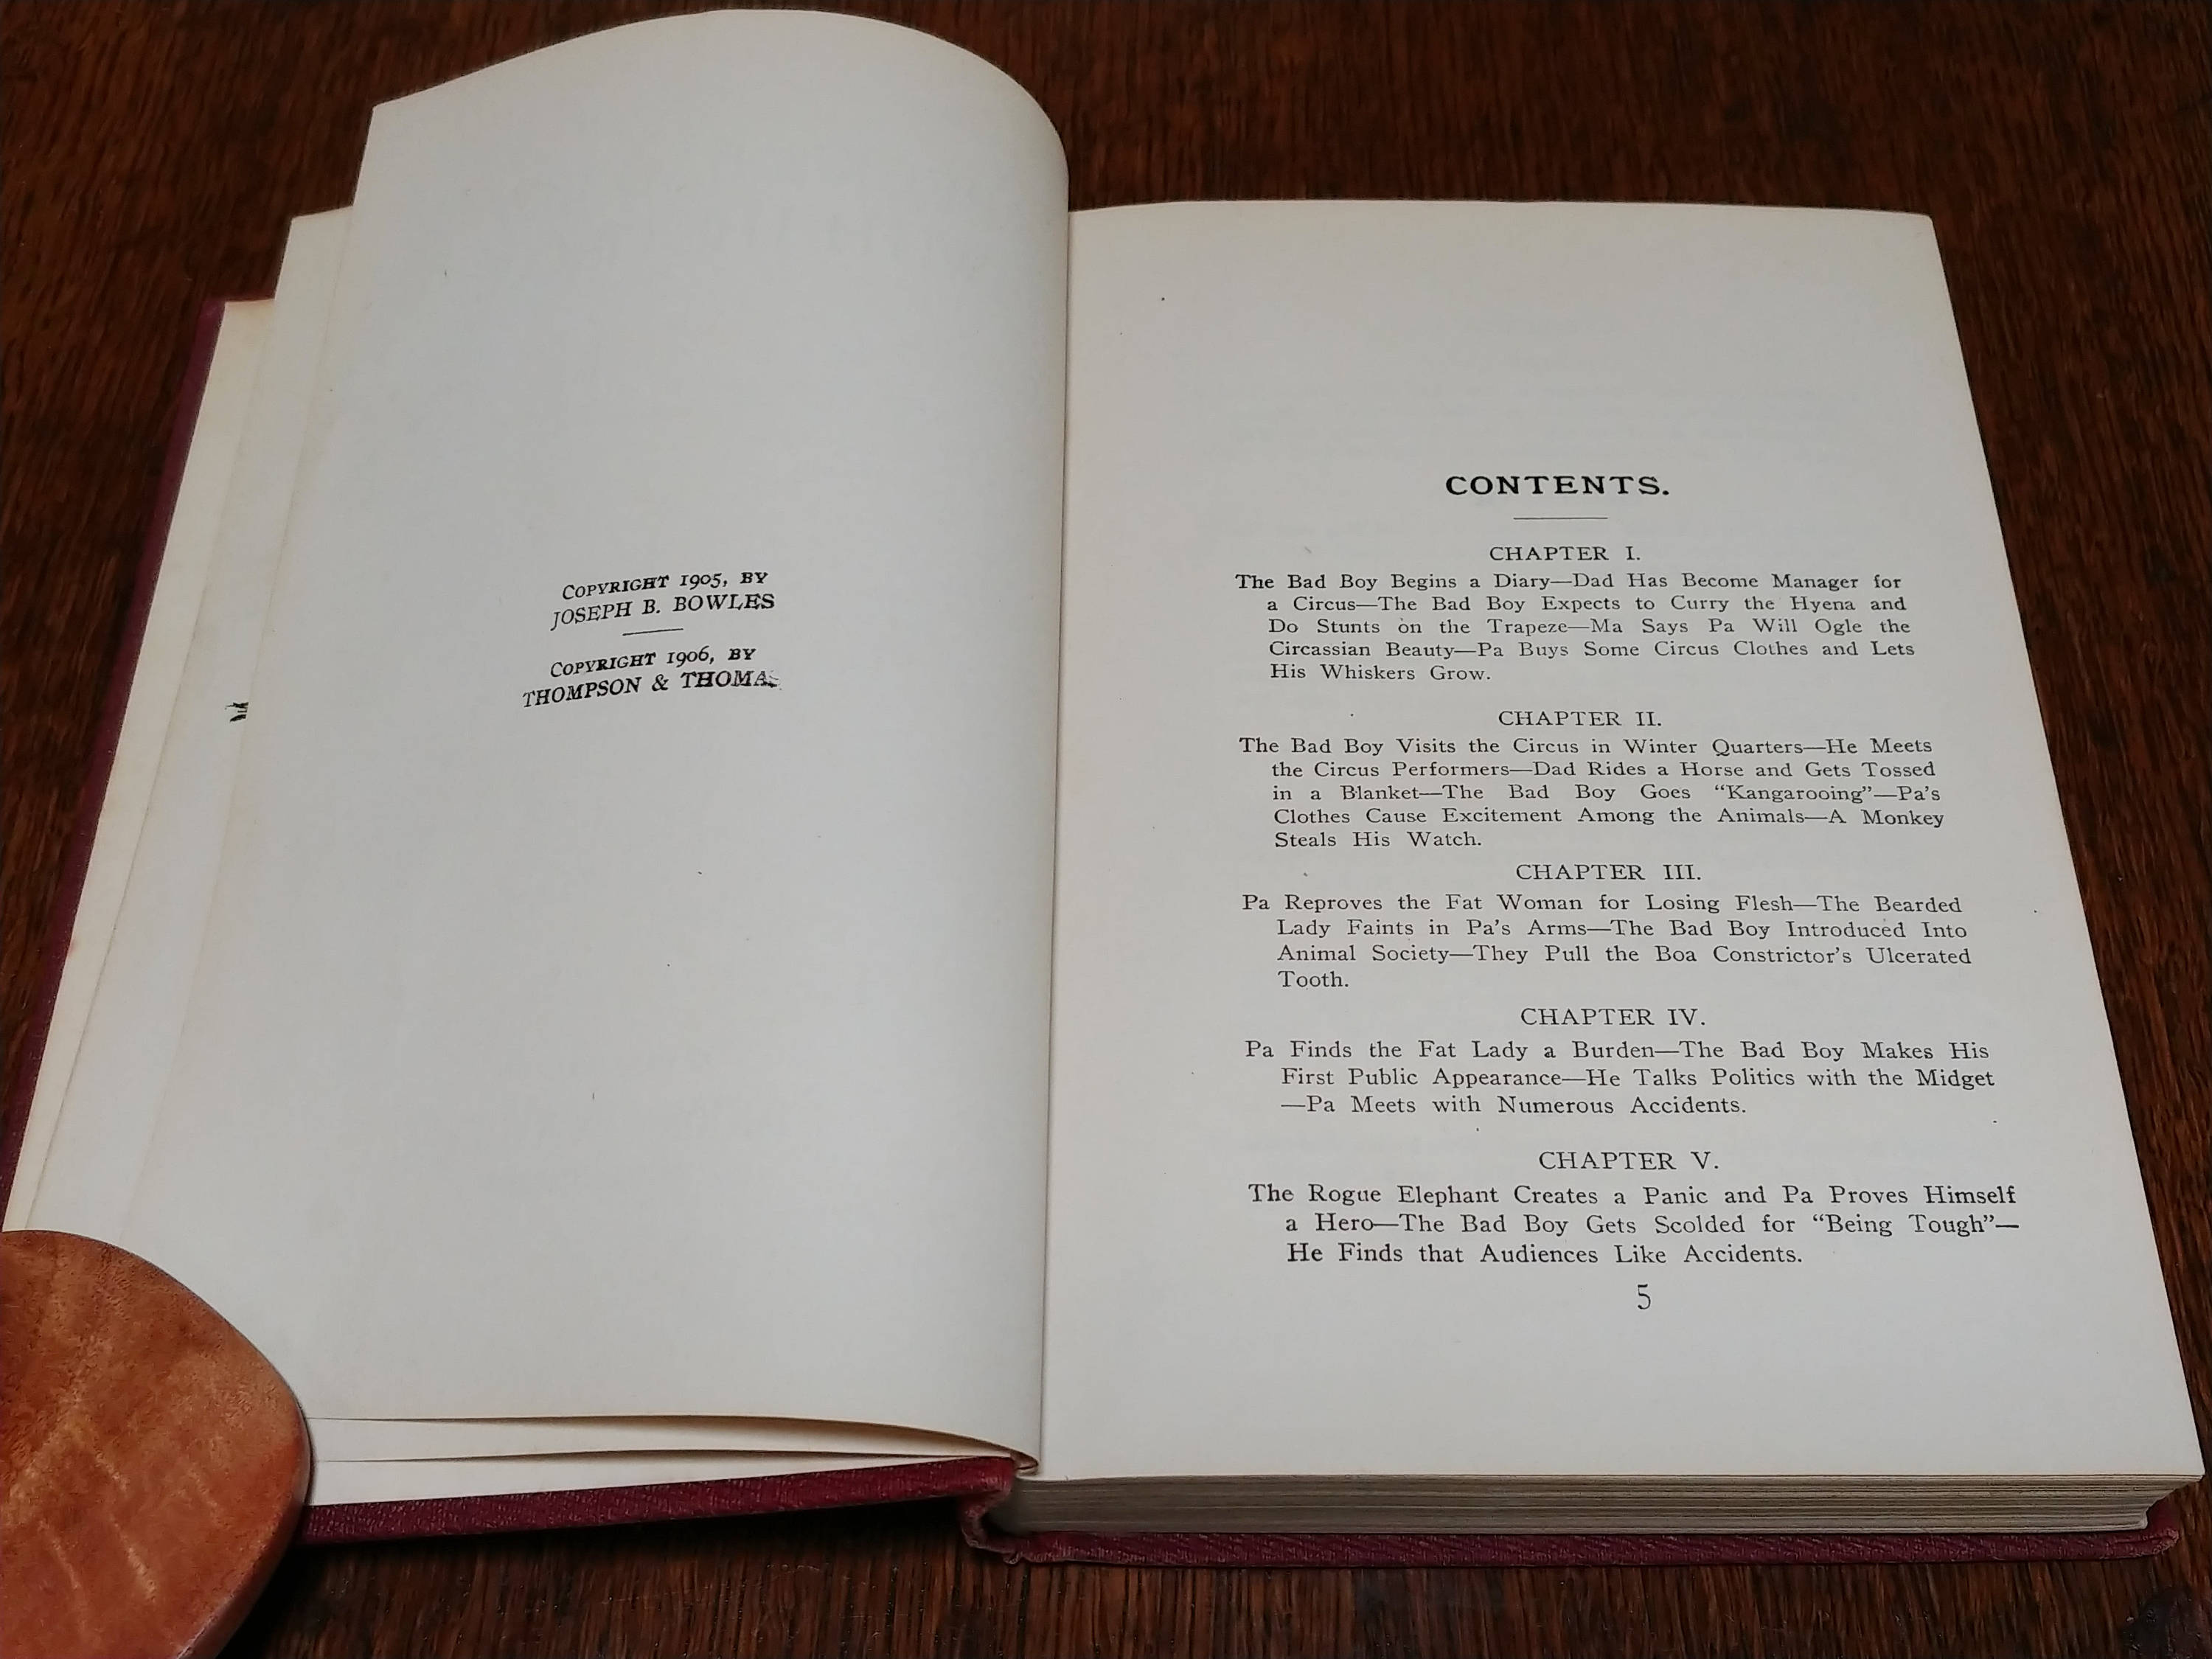 COPYRIGHT 1905, BY
JOSEPH B. BOWLES
COPYRIGHT 1906, BY
THOMPSON & THOMAS
CONTENTS.
CHAPTER I.
The Bad Boy Begins a Diary—Dad Has Become Manager for
a Circus—The Bad Boy Expects to Curry the Hyena and
Do Stunts on the Trapeze—Ma Says Pa Will Ogle the
Circassian Beauty—Pa Buys Some Circus Clothes and Lets
His Whiskers Grow.
CHAPTER II.
The Bad Boy Visits the Circus in Winter Quarters—He Meets
the Circus Performers—Dad Rides a Horse and Gets Tossed
in a Blanket—The Bad Boy Goes “Kangarooing”—Pa’s
Clothes Cause Excitement Among the Animals—A Monkey
Steals His Watch.
CHAPTER III.
Pa Reproves the Fat Woman for Losing Flesh—The Bearded
Lady Faints in Pa’s Arms—The Bad Boy Introduced Into
Animal Society—They Pull the Boa Constrictor’s Ulcerated
Tooth.
CHAPTER IV.
Pa Finds the Fat Lady a Burden—The Bad Boy Makes His
First Public Appearance—He Talks Politics with the Midget
—Pa Meets with Numerous Accidents.
CHAPTER V.
The Rogue Elephant Creates a Panic and Pa Proves Himself
a Hero—The Bad Boy Gets Scolded for “Being Tough”—
He Finds that Audiences Like Accidents.
5